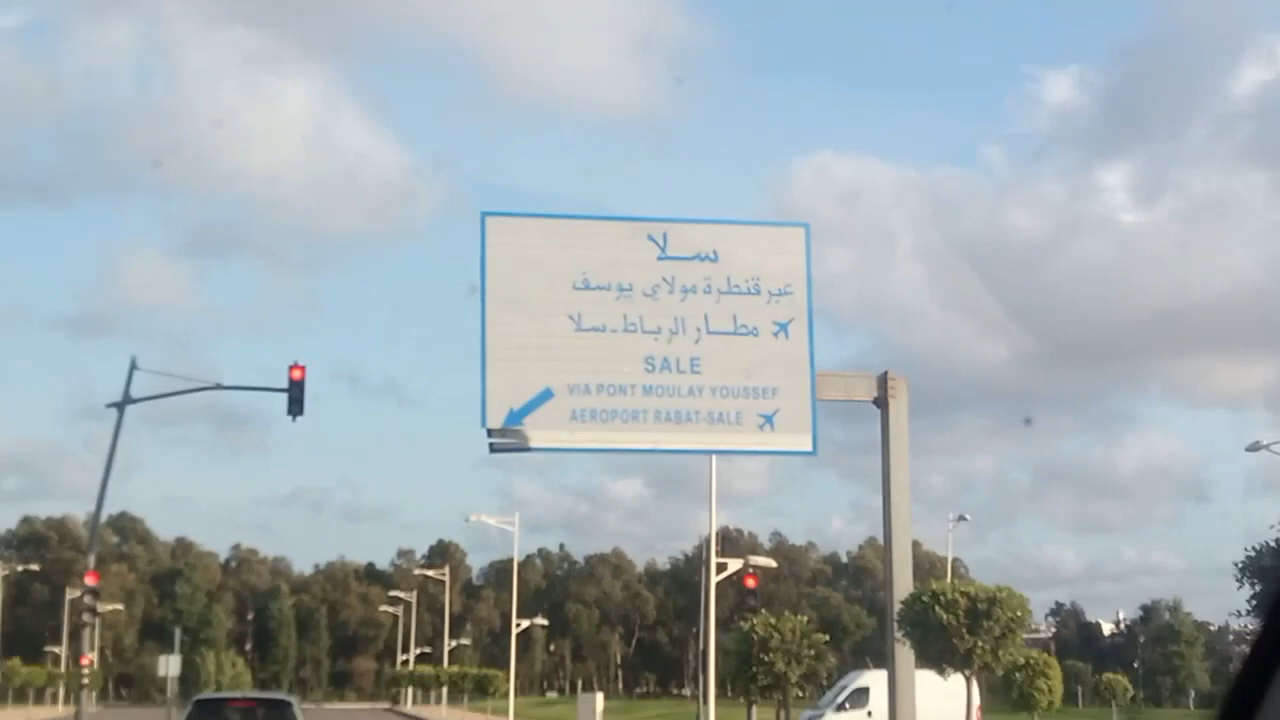 سلا
عبر قنطرة مولاي يوسف
مطار الرباط-سلا
SALE
VIA PONT MOULAY YOUSSEF
AEROPORT RABAT-SALE